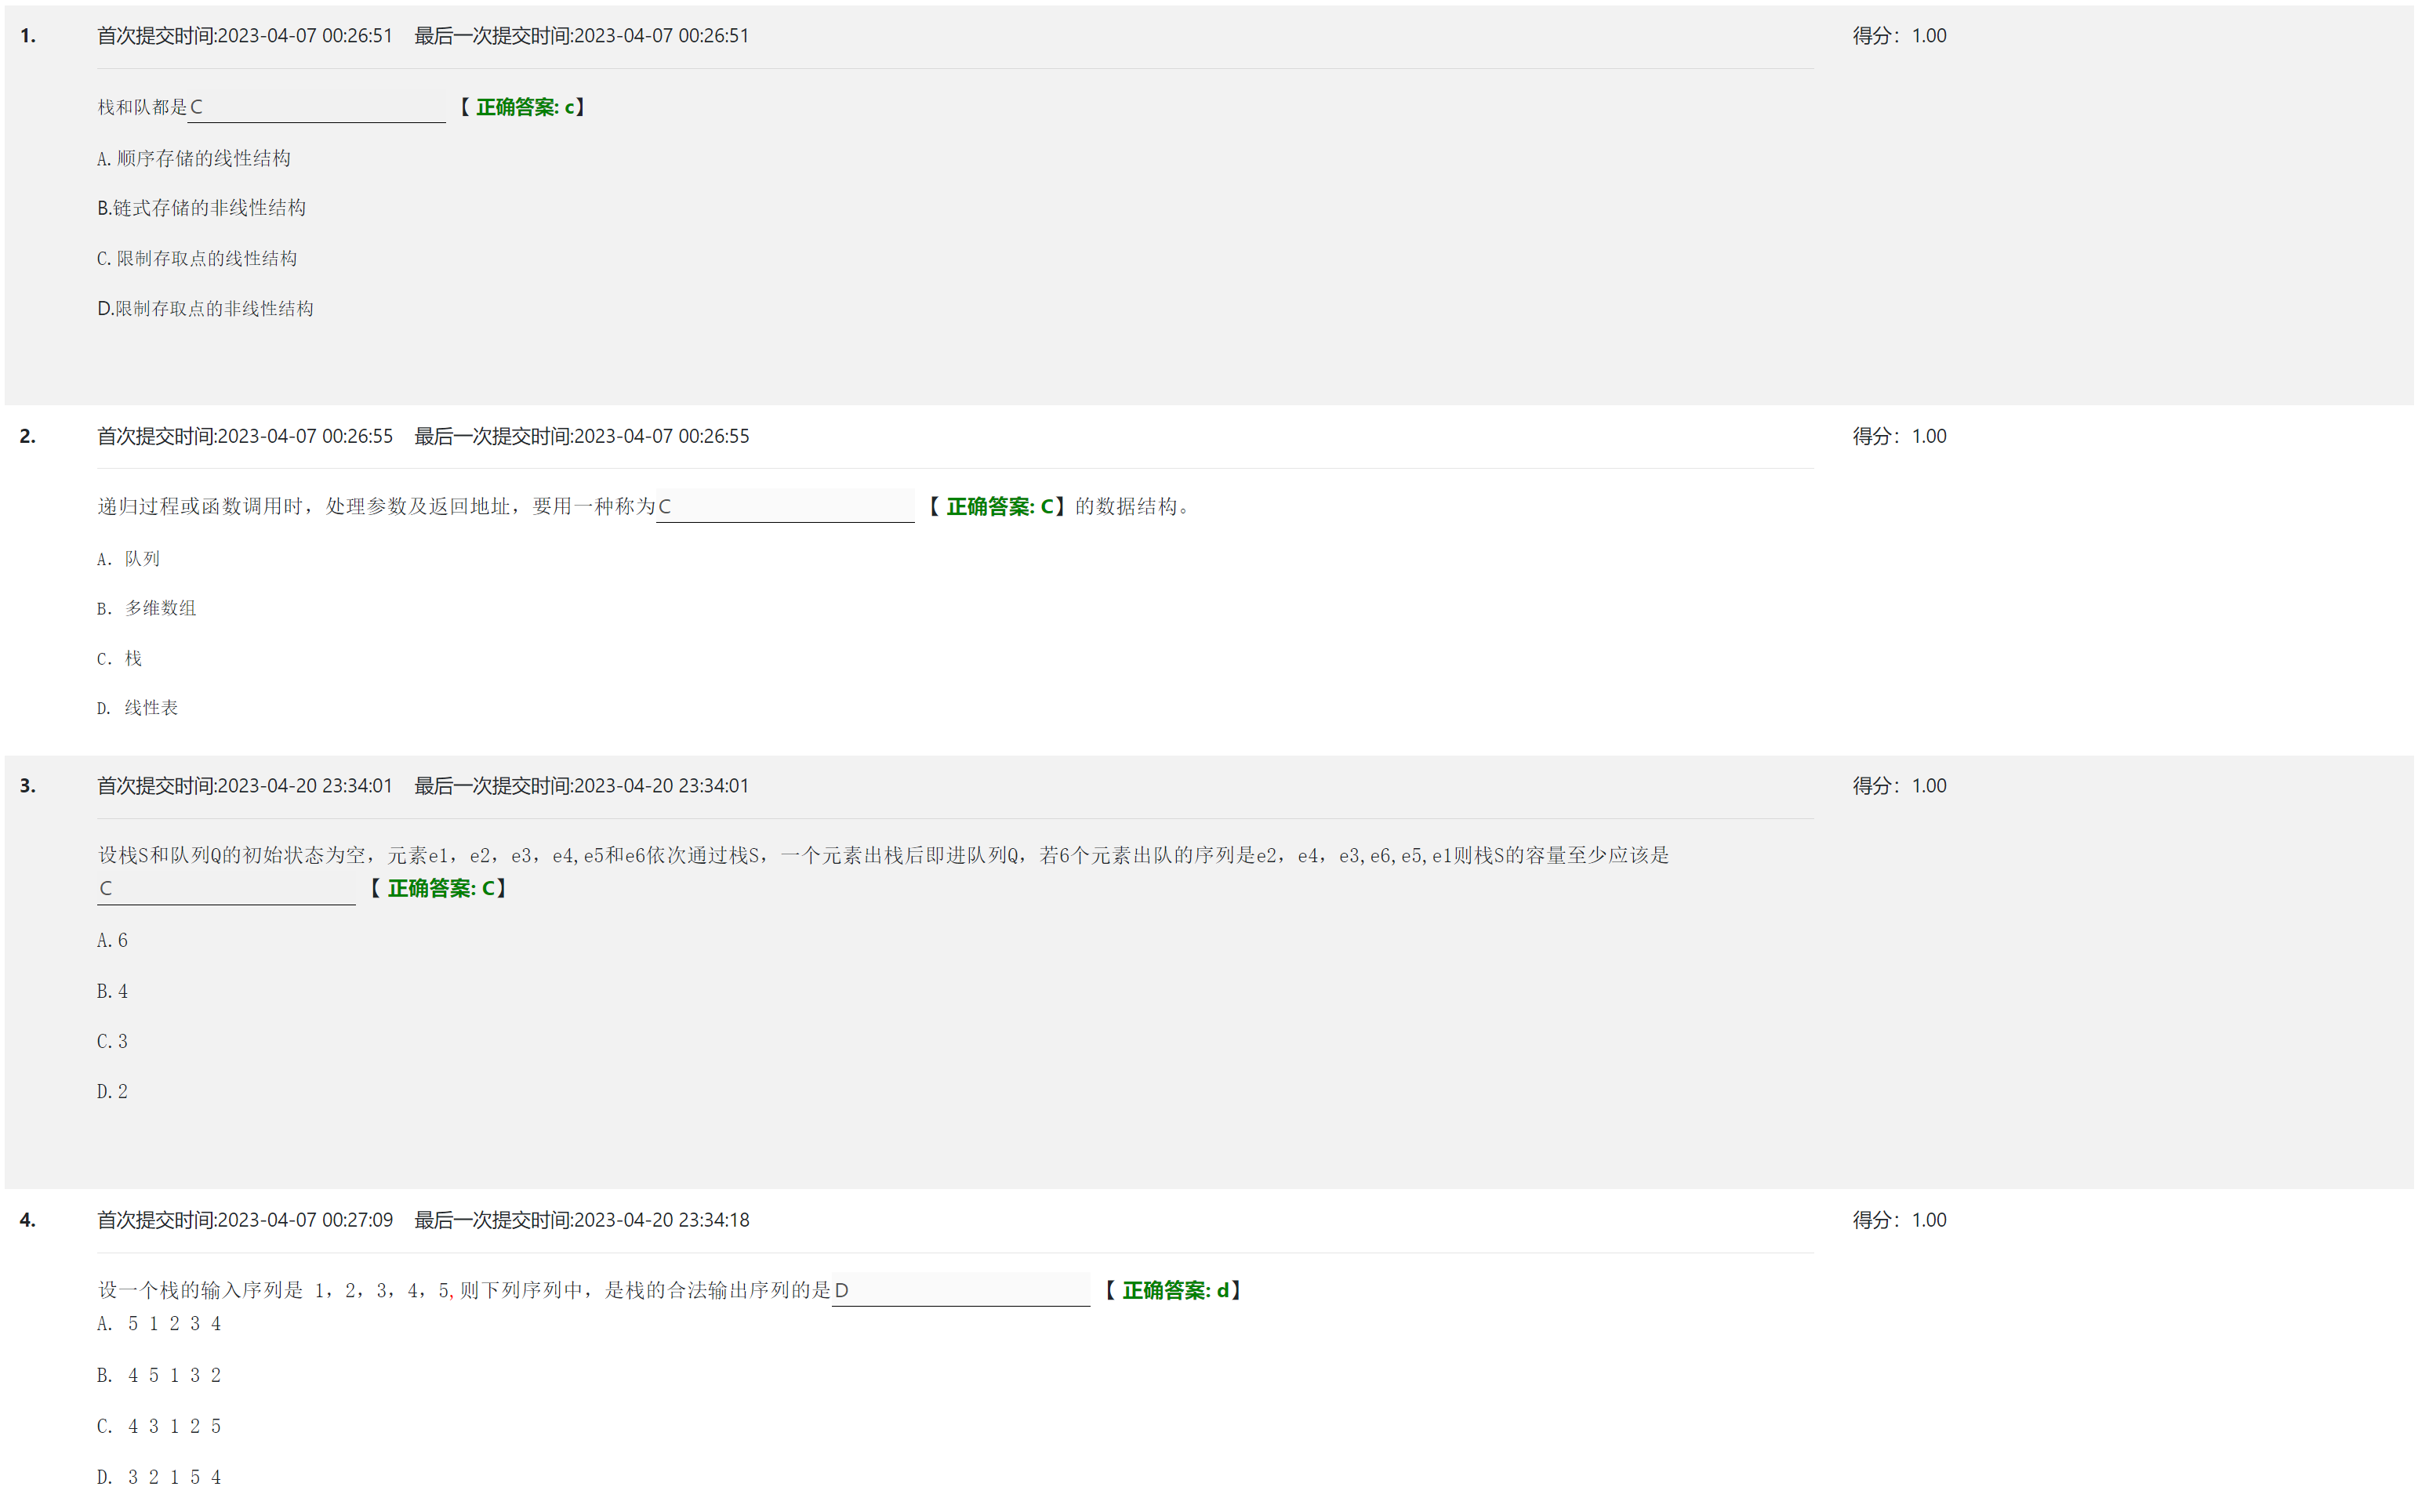 1. 首次提交时间:2023-04-07 00:26:51 最后一次提交时间:2023-04-07 00:26:51 得分：1.00
栈和队都是C 【 正确答案: c】
A. 顺序存储的线性结构
B.链式存储的非线性结构
C. 限制存取点的线性结构
D.限制存取点的非线性结构
2. 首次提交时间:2023-04-07 00:26:55 最后一次提交时间:2023-04-07 00:26:55 得分：1.00
递归过程或函数调用时，处理参数及返回地址，要用一种称为C 【 正确答案: C】的数据结构。
A. 队列
B. 多维数组
C. 栈
D. 线性表
3. 首次提交时间:2023-04-20 23:34:01 最后一次提交时间:2023-04-20 23:34:01 得分：1.00
设栈S和队列Q的初始状态为空，元素e1，e2，e3，e4,e5和e6依次通过栈S，一个元素出栈后即进队列Q，若6个元素出队的序列是e2，e4，e3,e6,e5,e1则栈S的容量至少应该是
C 【 正确答案: C】
A. 6
B. 4
C. 3
D. 2
4. 首次提交时间:2023-04-07 00:27:09 最后一次提交时间:2023-04-20 23:34:18 得分：1.00
设一个栈的输入序列是 1，2，3，4，5,则下列序列中，是栈的合法输出序列的是D 【 正确答案: d】
A. 5 1 2 3 4
B. 4 5 1 3 2
C. 4 3 1 2 5
D. 3 2 1 5 4